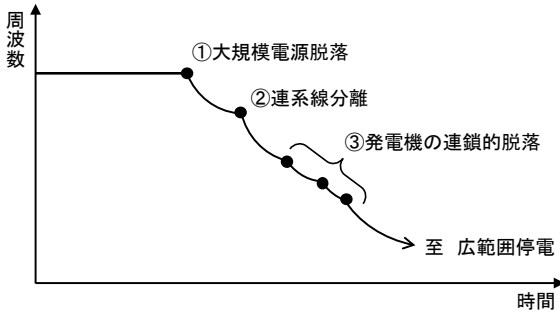 周波数
①大規模電源脱落
②連系線分離
③発電機の連鎖的脱落
至 広範囲停電
時間